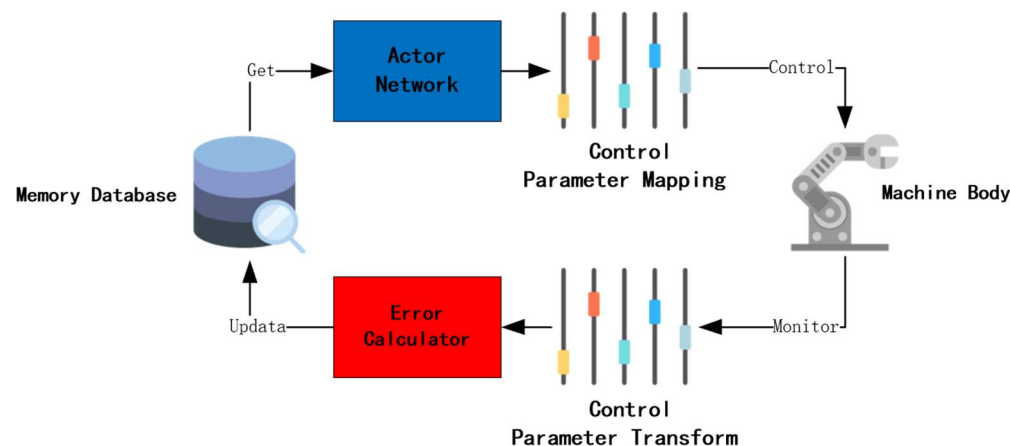 Actor
Network
Get
Control
Control
Parameter Mapping
Memory Database
Machine Body
Error
Calculator
Updata
Monitor
Control
Parameter Transform